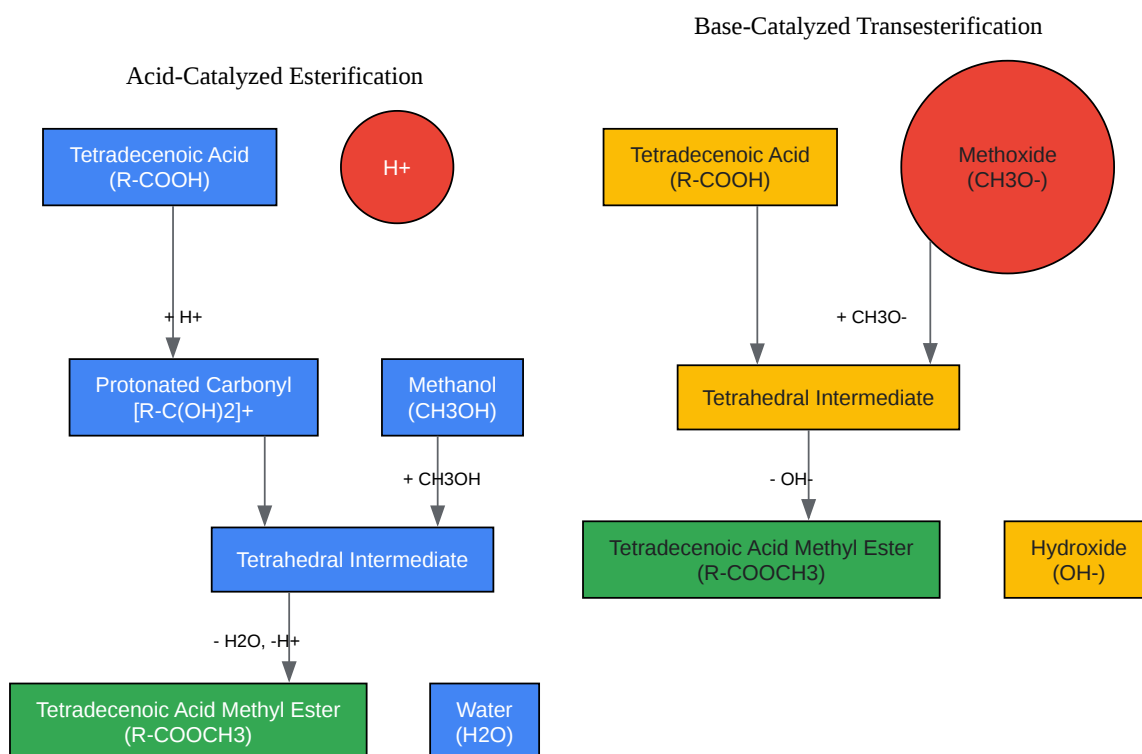 Acid-Catalyzed Esterification
Tetradecenoic Acid
(R-COOH)
H+
+ H+
Protonated Carbonyl
[R-C(OH)2]+
Methanol
(CH3OH)
+ CH3OH
Tetrahedral Intermediate
- H2O, -H+
Tetradecenoic Acid Methyl Ester
(R-COOCH3)
Water
(H2O)
Base-Catalyzed Transesterification
Tetradecenoic Acid
(R-COOH)
Methoxide
(CH3O-)
+ CH3O-
Tetrahedral Intermediate
- OH-
Tetradecenoic Acid Methyl Ester
(R-COOCH3)
Hydroxide
(OH-)